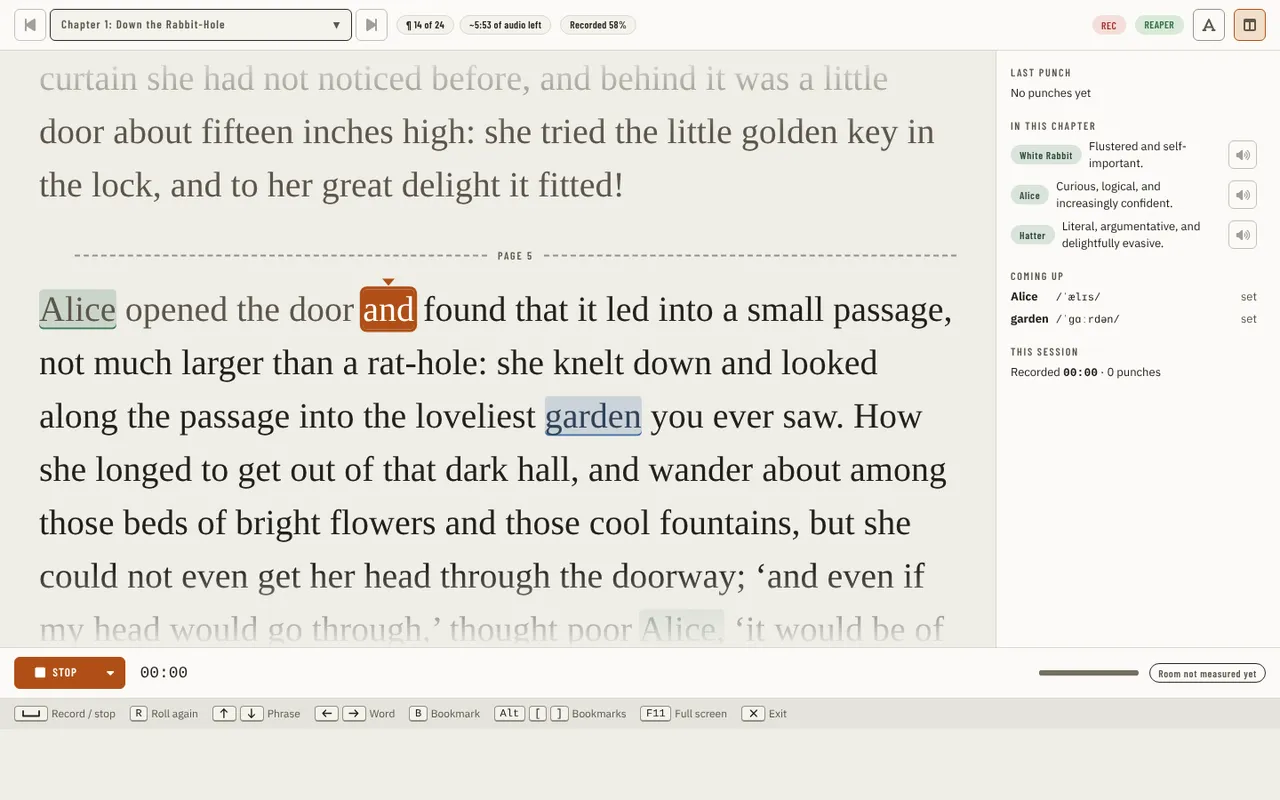 Chapter 1: Down the Rabbit-Hole
¶ 14 of 24
~5:53 of audio left
Recorded 58%
REC
REAPER
A
curtain she had not noticed before, and behind it was a little
door about fifteen inches high: she tried the little golden key in
the lock, and to her great delight it fitted!
PAGE 5
Alice opened the door and found that it led into a small passage,
not much larger than a rat-hole: she knelt down and looked
along the passage into the loveliest garden you ever saw. How
she longed to get out of that dark hall, and wander about among
those beds of bright flowers and those cool fountains, but she
could not even get her head through the doorway; ‘and even if
my head would go through,’ thought poor Alice, ‘it would be of
LAST PUNCH
No punches yet
IN THIS CHAPTER
White Rabbit
Flustered and self-
important.
Alice
Curious, logical, and
increasingly confident.
Hatter
Literal, argumentative, and
delightfully evasive.
COMING UP
Alice /ˈælɪs/ set
garden /ˈɡɑːrdən/ set
THIS SESSION
Recorded 00:00 · 0 punches
STOP
00:00
Room not measured yet
Record / stop
R Roll again
↑ ↓ Phrase
← → Word
B Bookmark
Alt [ ] Bookmarks
F11 Full screen
✕ Exit